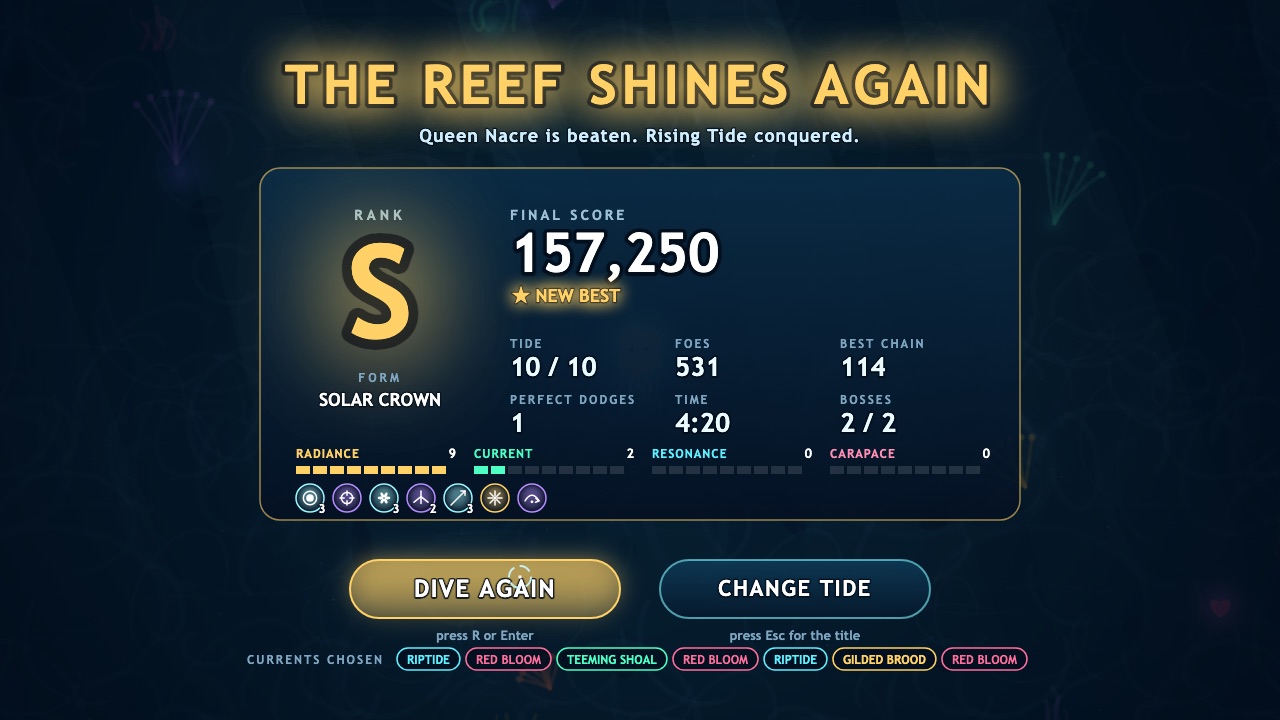 THE REEF SHINES AGAIN
Queen Nacre is beaten. Rising Tide conquered.
RANK
S
FORM
SOLAR CROWN
FINAL SCORE
157,250
★ NEW BEST
TIDE FOES BEST CHAIN
10 / 10 531 114
PERFECT DODGES TIME BOSSES
1 4:20 2 / 2
RADIANCE 9 CURRENT 2 RESONANCE 0 CARAPACE 0
3 3 2 3
DIVE AGAIN CHANGE TIDE
press R or Enter press Esc for the title
CURRENTS CHOSEN RIPTIDE RED BLOOM TEEMING SHOAL RED BLOOM RIPTIDE GILDED BROOD RED BLOOM